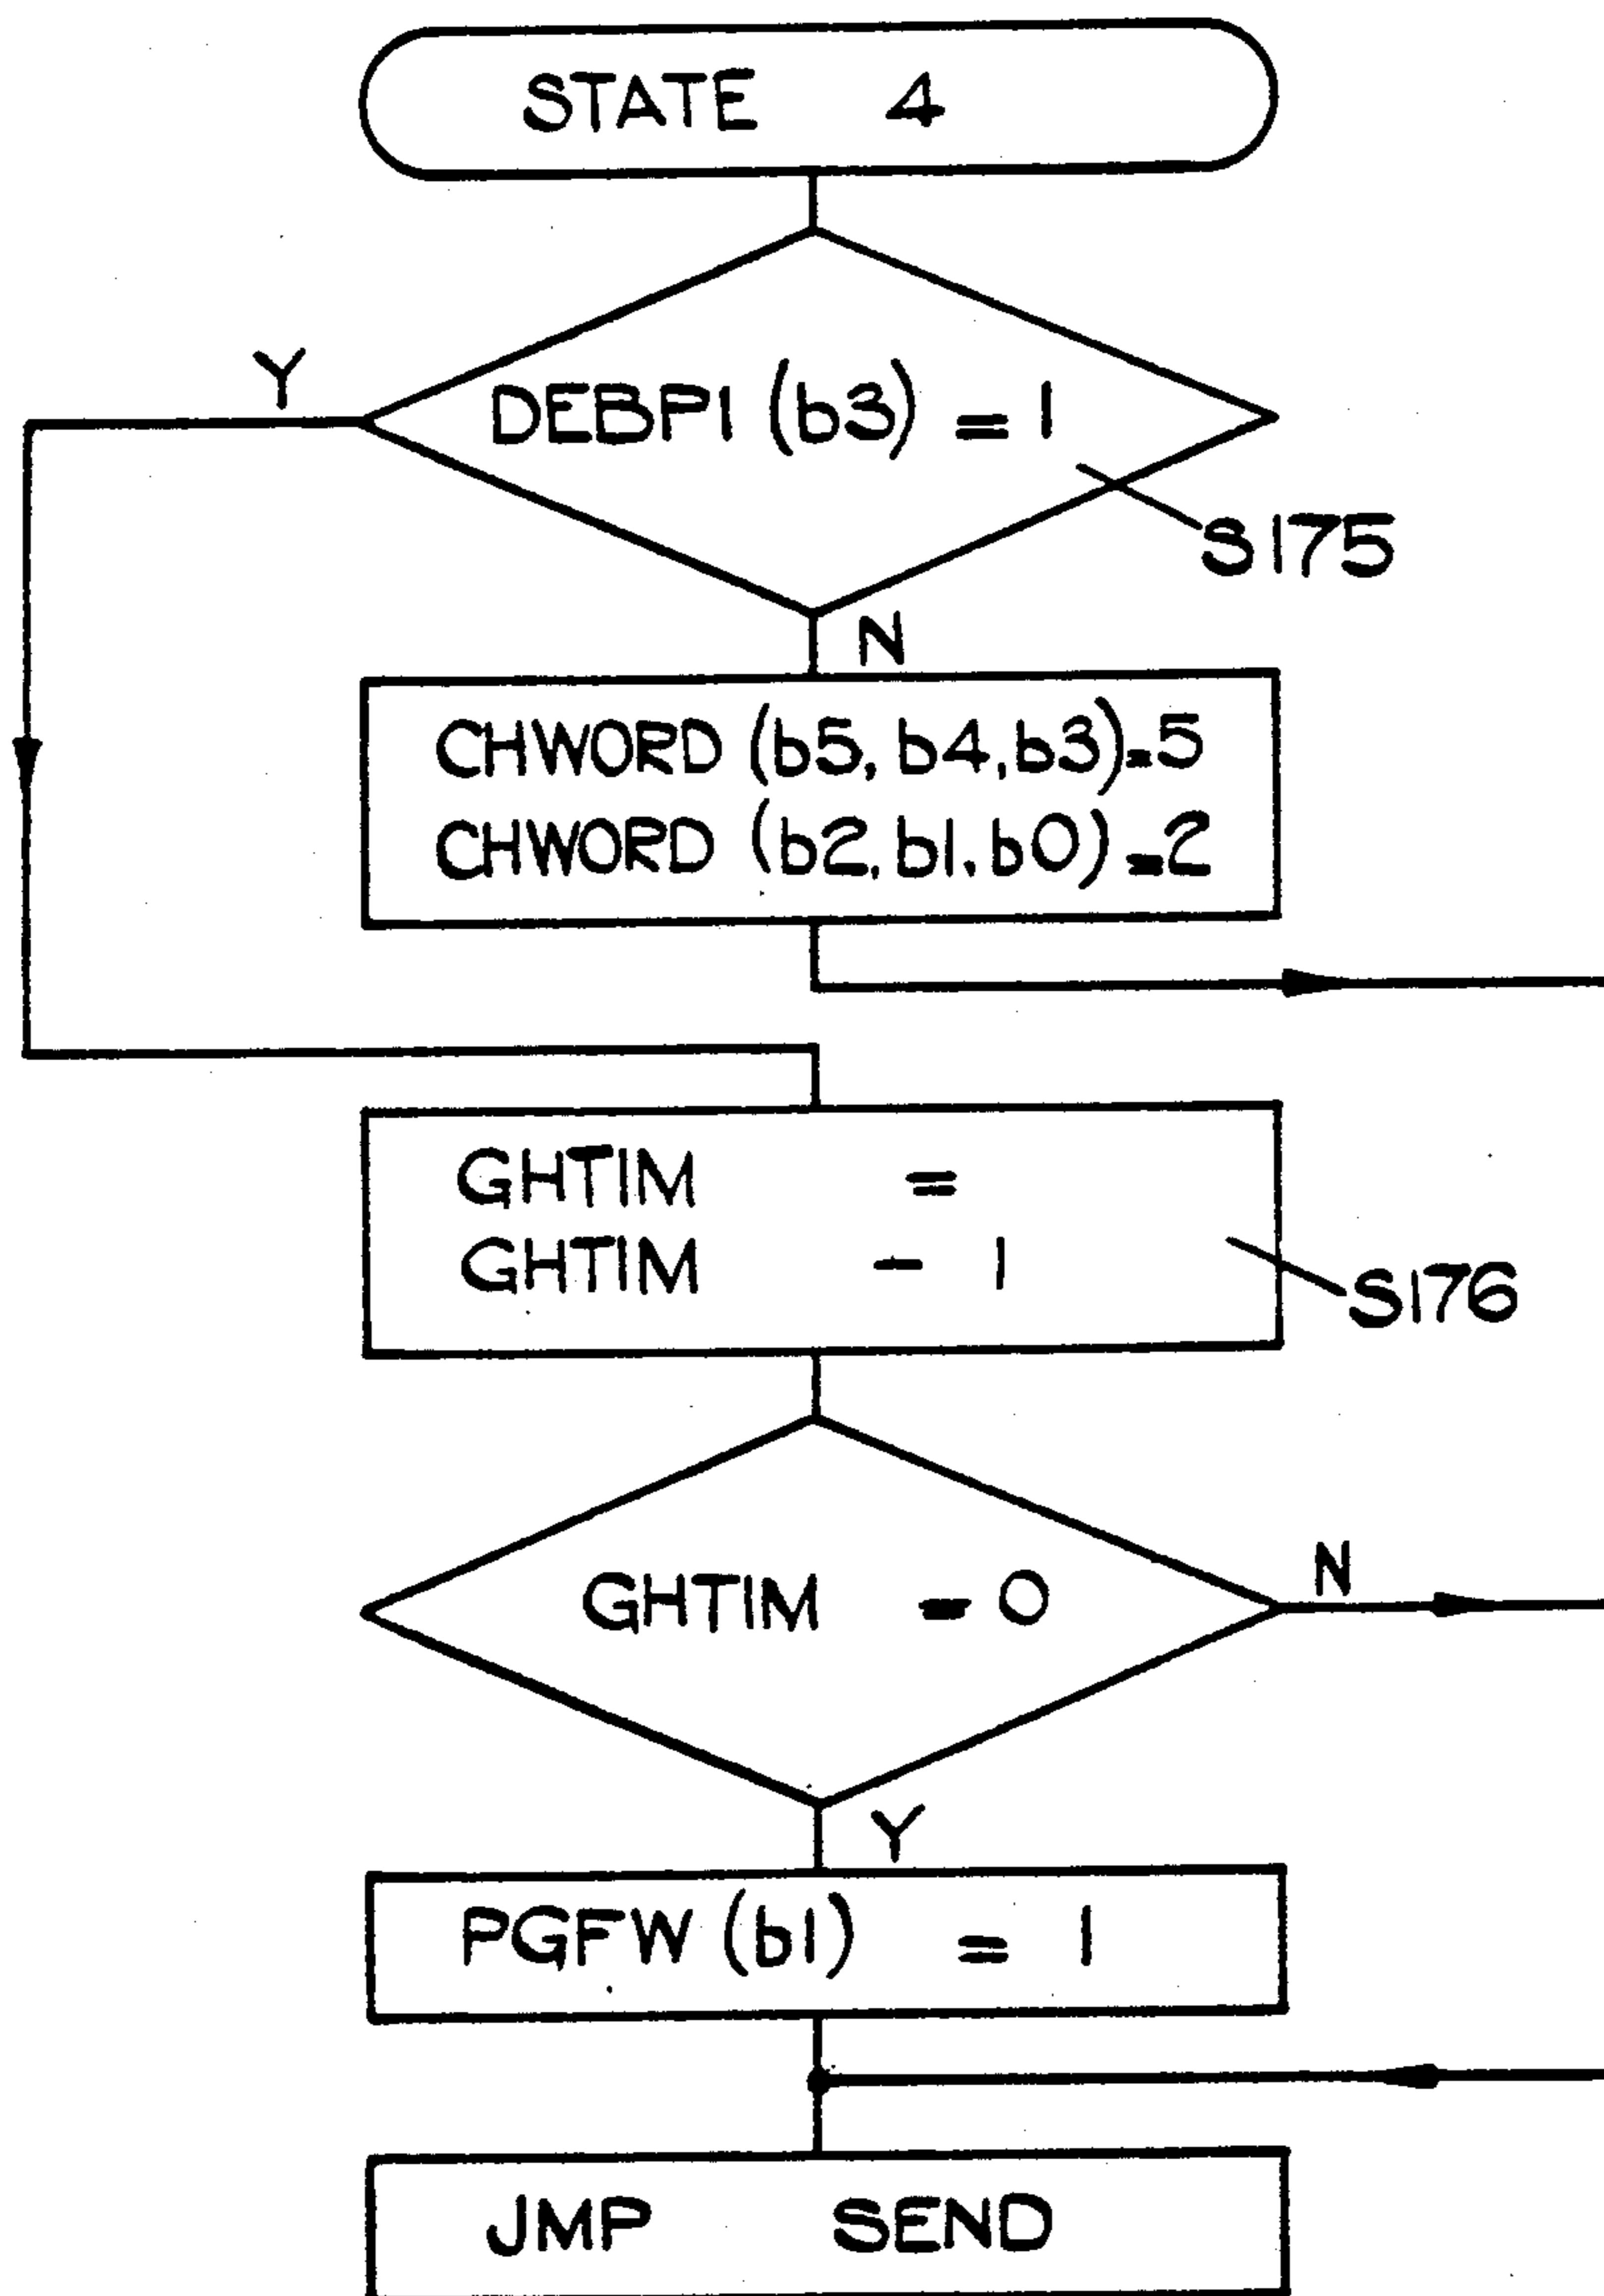 STATE 4
Y
DEBP1 (b3) = 1
S175
N
CHWORD (b5, b4, b3) = 5
CHWORD (b2, b1, b0) = 2
GHTIM =
GHTIM - 1
S176
GHTIM = 0
N
Y
PGFW (b1) = 1
JMP SEND